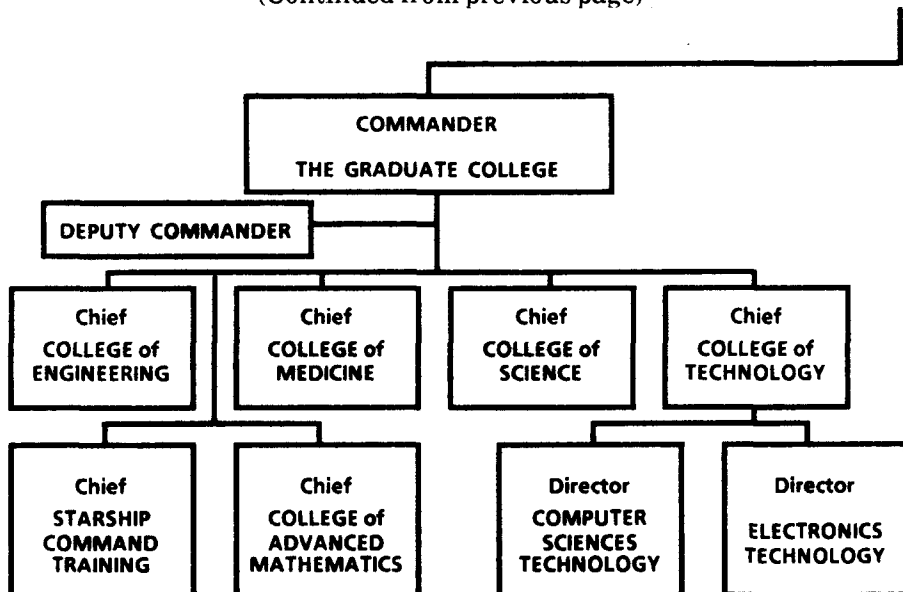 (Continued from previous page)
COMMANDER
THE GRADUATE COLLEGE
DEPUTY COMMANDER
Chief
COLLEGE of
ENGINEERING
Chief
COLLEGE of
MEDICINE
Chief
COLLEGE of
SCIENCE
Chief
COLLEGE of
TECHNOLOGY
Chief
STARSHIP
COMMAND
TRAINING
Chief
COLLEGE of
ADVANCED
MATHEMATICS
Director
COMPUTER
SCIENCES
TECHNOLOGY
Director
ELECTRONICS
TECHNOLOGY